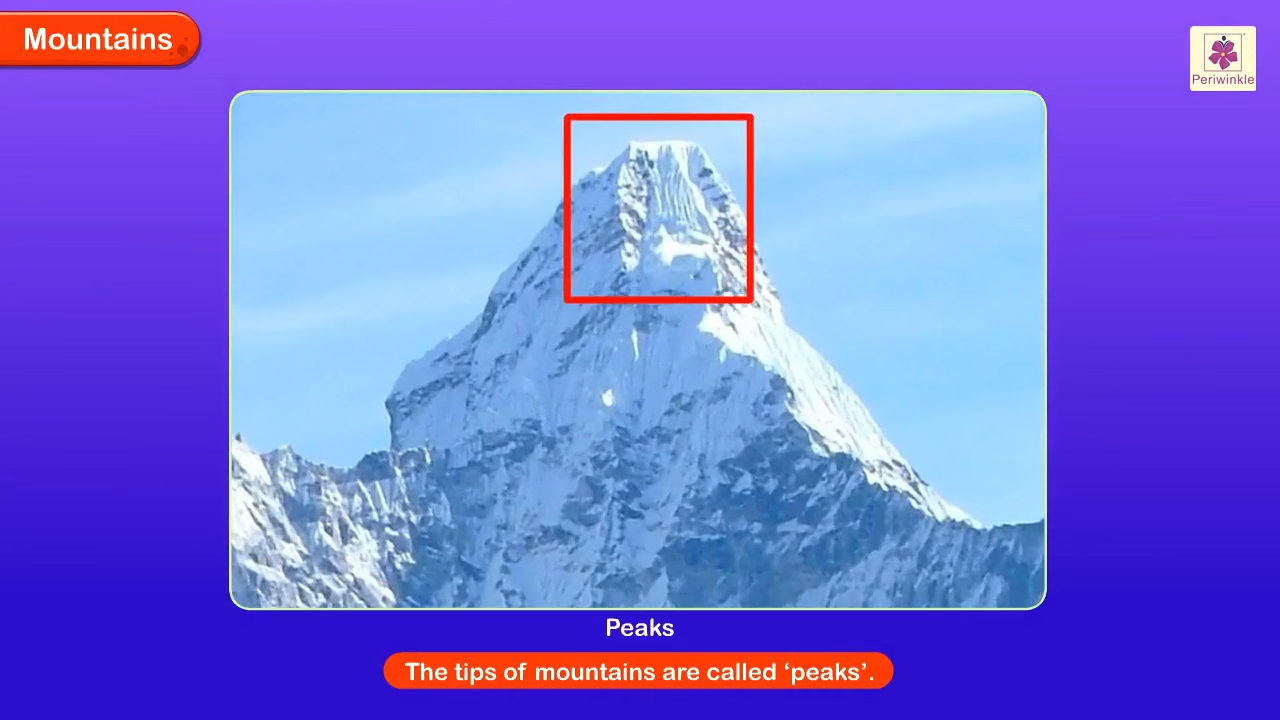 Mountains
Periwinkle
Peaks
The tips of mountains are called ‘peaks’.